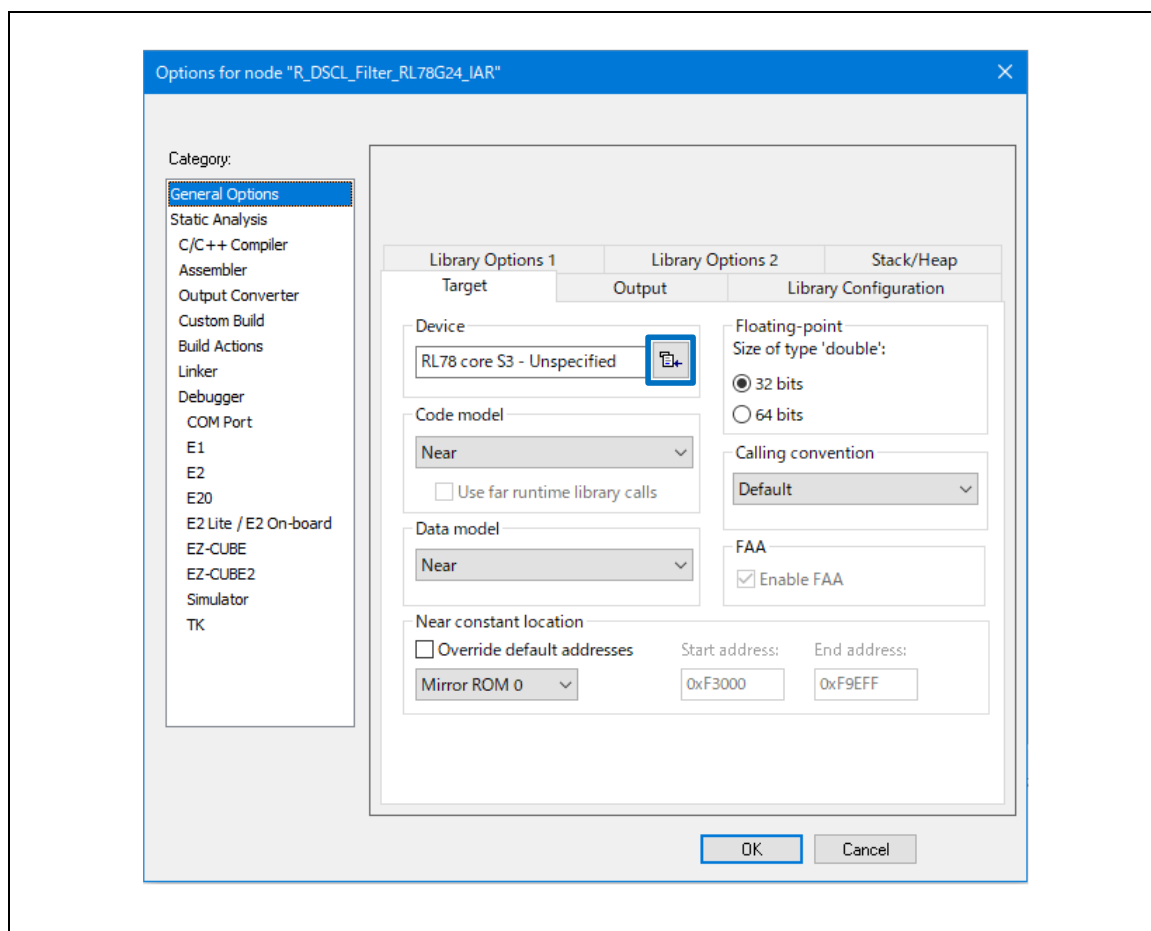 Options for node "R_DSCL_Filter_RL78G24_IAR"
Category:
General Options
Static Analysis
C/C++ Compiler
Assembler
Output Converter
Custom Build
Build Actions
Linker
Debugger
COM Port
E1
E2
E20
E2 Lite / E2 On-board
EZ-CUBE
EZ-CUBE2
Simulator
TK
Library Options 1 Library Options 2 Stack/Heap
Target Output Library Configuration
Device
RL78 core S3 - Unspecified
Code model
Near
Use far runtime library calls
Data model
Near
Floating-point
Size of type 'double':
32 bits
64 bits
Calling convention
Default
FAA
Enable FAA
Near constant location
Override default addresses Start address: End address:
Mirror ROM 0 0xF3000 0xF9EFF
OK Cancel